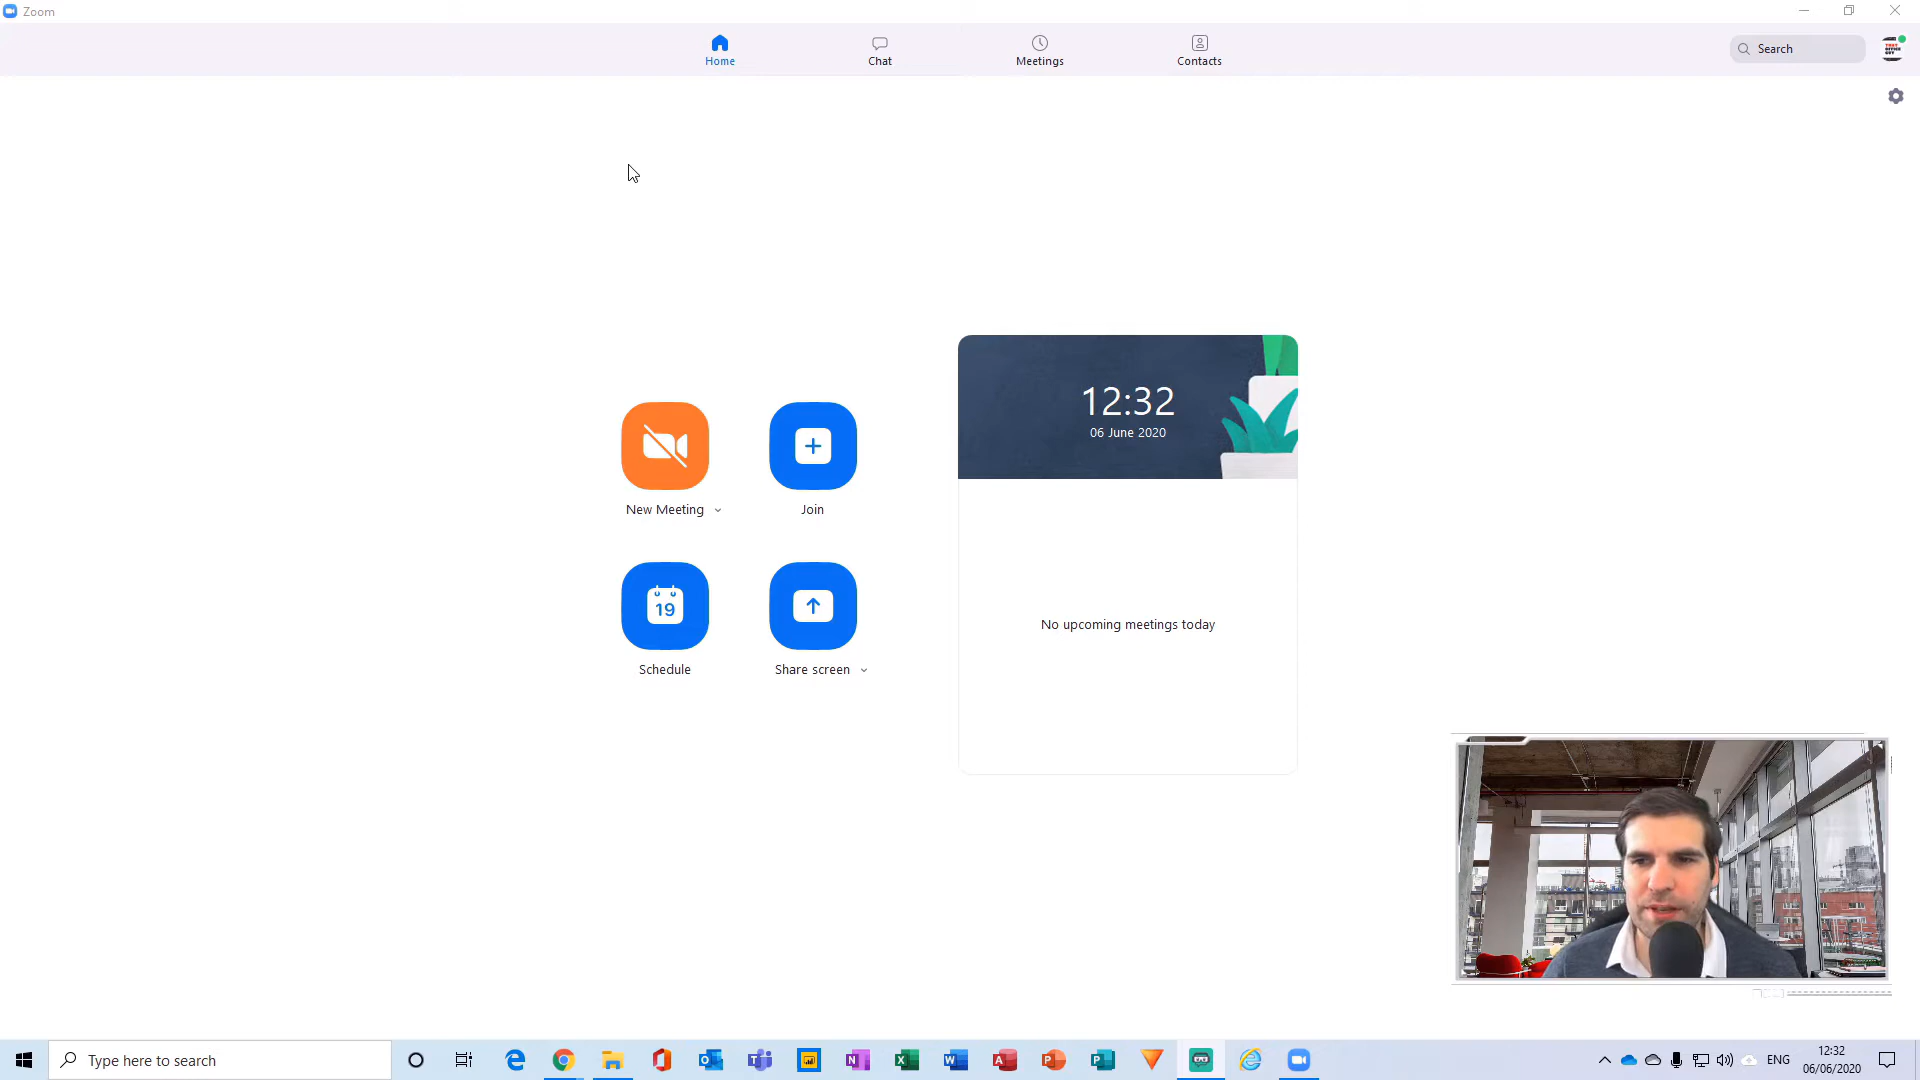 Zoom
Home
Chat
Meetings
Contacts
Search
12:32
06 June 2020
New Meeting
Join
19
Schedule
Share screen
No upcoming meetings today
Type here to search
ENG
12:32
06/06/2020